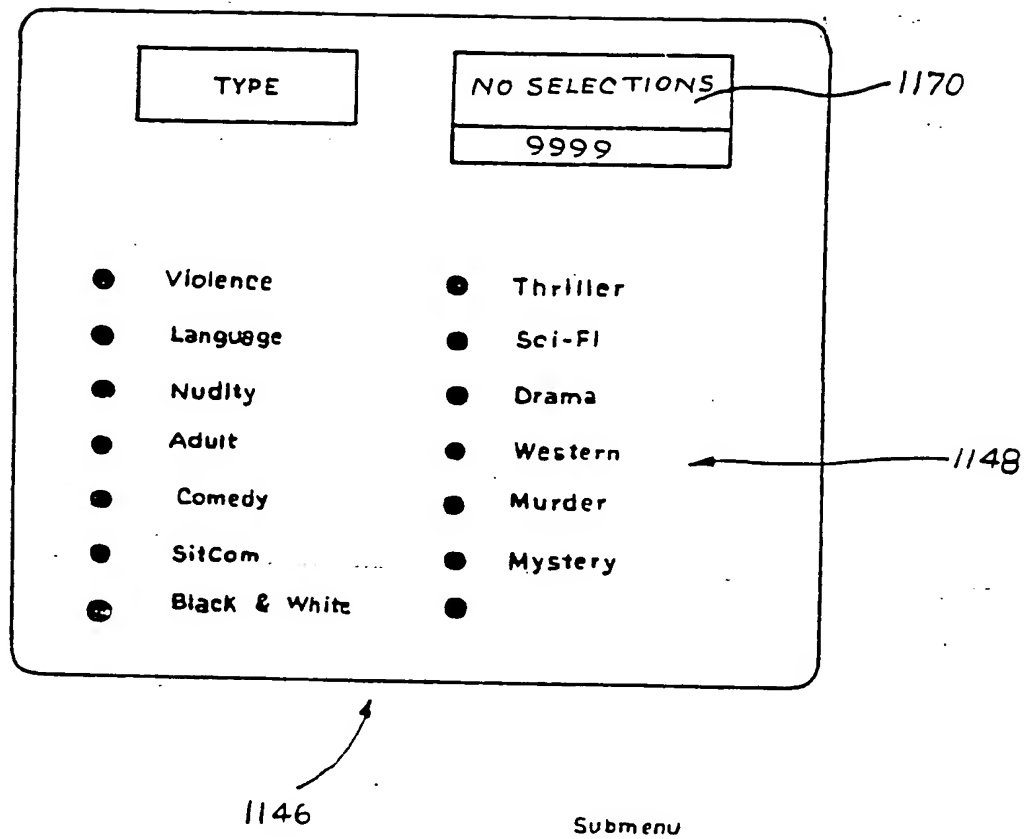 TYPE
NO SELECTIONS
1170
9999
Violence
Language
Nudity
Adult
Comedy
SitCom
Black & White
Thriller
Sci-Fi
Drama
Western
Murder
Mystery
1148
1146
Submenu